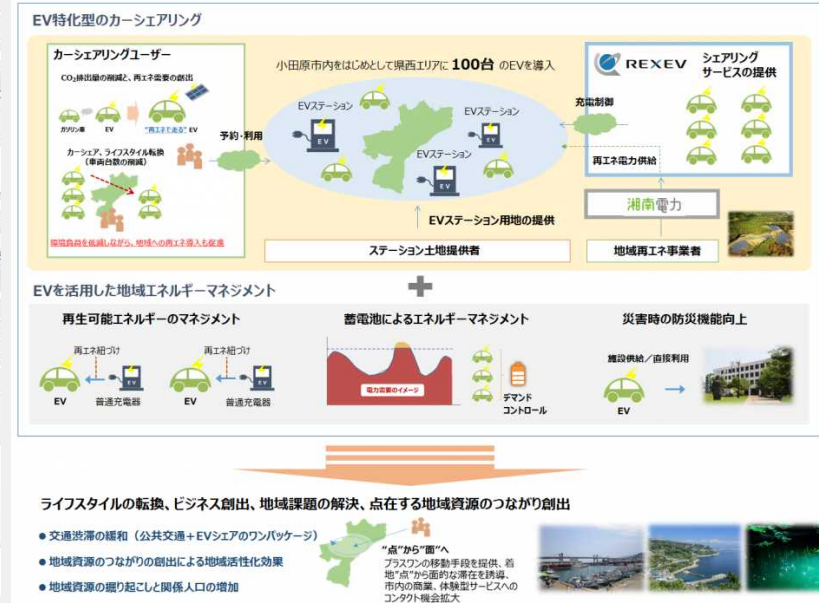 EV特化型のカーシェアリング
カーシェアリングユーザー
CO₂排出量の削減と、再エネ需要の創出
ガソリン車
EV
"再エネで走る" EV
カーシェア、ライフスタイル転換
(車両台数の削減)
環境負荷を低減しながら、地域への再エネ導入も促進
予約・利用
小田原市内をはじめとして県西エリアに 100台 のEVを導入
EVステーション
EV
EVステーション
EV
EVステーション
EV
EVステーション用地の提供
ステーション土地提供者
REXEV
シェアリング
サービスの提供
充電制御
再エネ電力供給
湘南電力
地域再エネ事業者
EVを活用した地域エネルギーマネジメント
再生可能エネルギーのマネジメント
再エネ紐づけ
EV
EV
普通充電器
再エネ紐づけ
EV
EV
普通充電器
蓄電池によるエネルギーマネジメント
電力需要のイメージ
デマンド
コントロール
災害時の防災機能向上
施設供給/直接利用
EV
ライフスタイルの転換、ビジネス創出、地域課題の解決、点在する地域資源のつながり創出
● 交通渋滞の緩和(公共交通+EVシェアのワンパッケージ)
● 地域資源のつながりの創出による地域活性化効果
● 地域資源の掘り起こしと関係人口の増加
"点"から"面"へ
プラスワンの移動手段を提供、着
地"点"から面的な滞在を誘導、
市内の商業、体験型サービスへの
コンタクト機会拡大